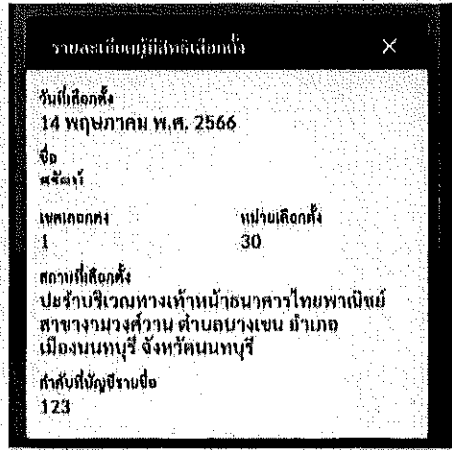 รายละเอียดผู้มีสิทธิเลือกตั้ง
วันที่เลือกตั้ง
14 พฤษภาคม พ.ศ. 2566
ชื่อ
เขตเลือกตั้ง หน่วยเลือกตั้ง
1 30
สถานที่เลือกตั้ง
ปะรำบริเวณทางเท้าหน้าธนาคารไทยพาณิชย์
สาขางามวงศ์วาน ตำบลบางเขน อำเภอ
เมืองนนทบุรี จังหวัดนนทบุรี
ลำดับที่บัญชีรายชื่อ
123